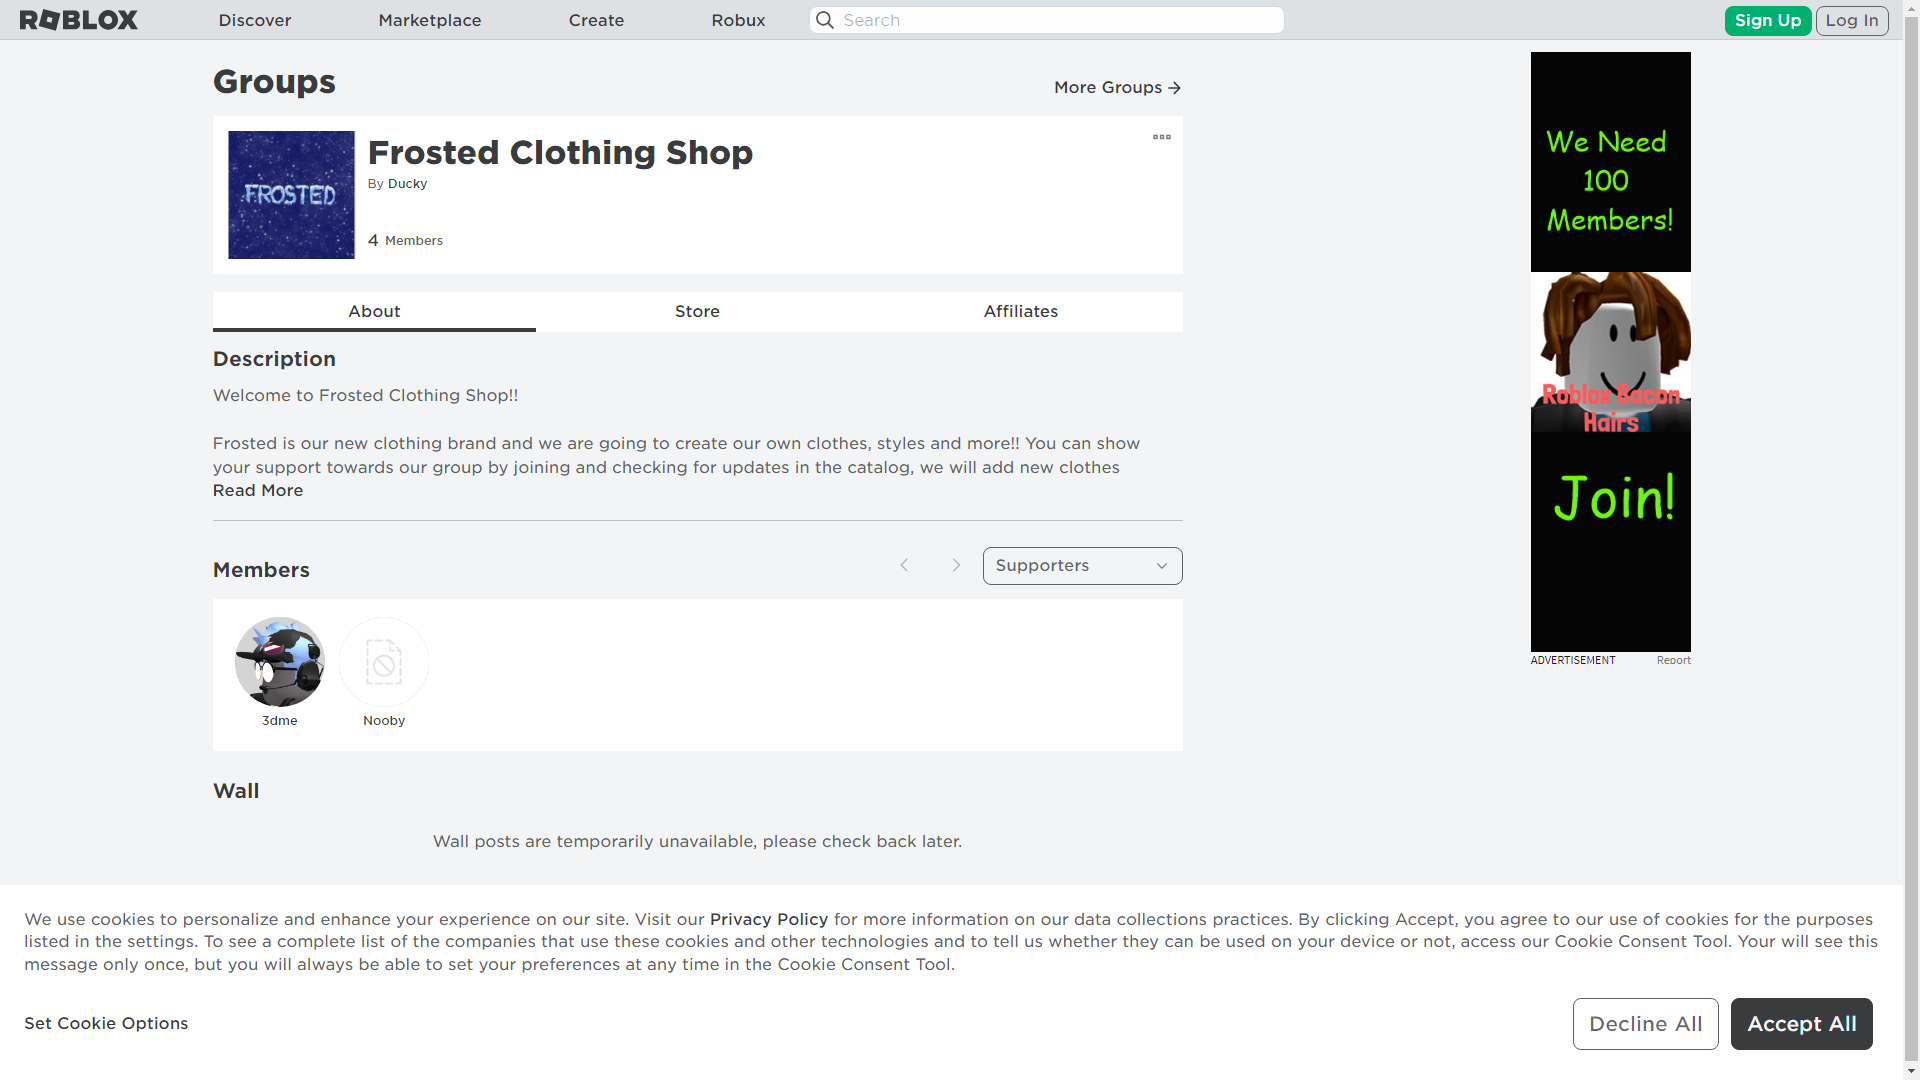 ROBLOX
Discover
Marketplace
Create
Robux
Search
Sign Up
Log In
Groups
More Groups
FROSTED
Frosted Clothing Shop
By Ducky
4 Members
About
Store
Affiliates
Description
Welcome to Frosted Clothing Shop!!
Frosted is our new clothing brand and we are going to create our own clothes, styles and more!! You can show
your support towards our group by joining and checking for updates in the catalog, we will add new clothes
Read More
Members
Supporters
3dme
Nooby
Wall
Wall posts are temporarily unavailable, please check back later.
We Need
100
Members!
Roblox Bacon
Hairs
Join!
ADVERTISEMENT
Report
We use cookies to personalize and enhance your experience on our site. Visit our Privacy Policy for more information on our data collections practices. By clicking Accept, you agree to our use of cookies for the purposes
listed in the settings. To see a complete list of the companies that use these cookies and other technologies and to tell us whether they can be used on your device or not, access our Cookie Consent Tool. Your will see this
message only once, but you will always be able to set your preferences at any time in the Cookie Consent Tool.
Set Cookie Options
Decline All
Accept All